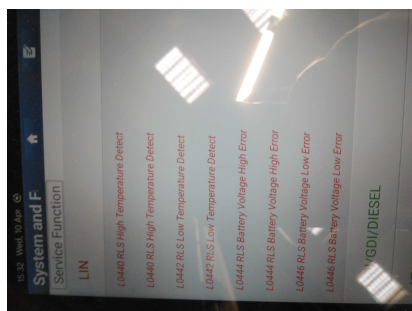 15:32 Wed, 10 Apr
System and F
Service Function
LIN
L0440 RLS High Temperature Detect
L0440 RLS High Temperature Detect
L0442 RLS Low Temperature Detect
L0442 RLS Low Temperature Detect
L0444 RLS Battery Voltage High Error
L0444 RLS Battery Voltage High Error
L0446 RLS Battery Voltage Low Error
L0446 RLS Battery Voltage Low Error
/GDI/DIESEL